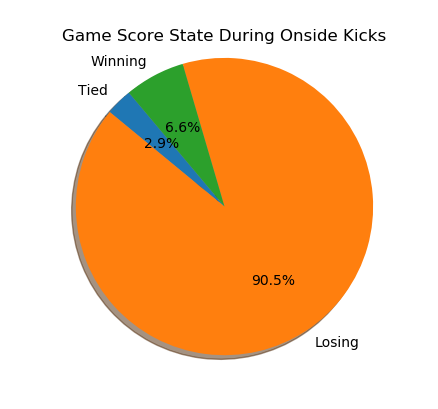 Game Score State During Onside Kicks
Winning
Tied
6.6%
2.9%
90.5%
Losing